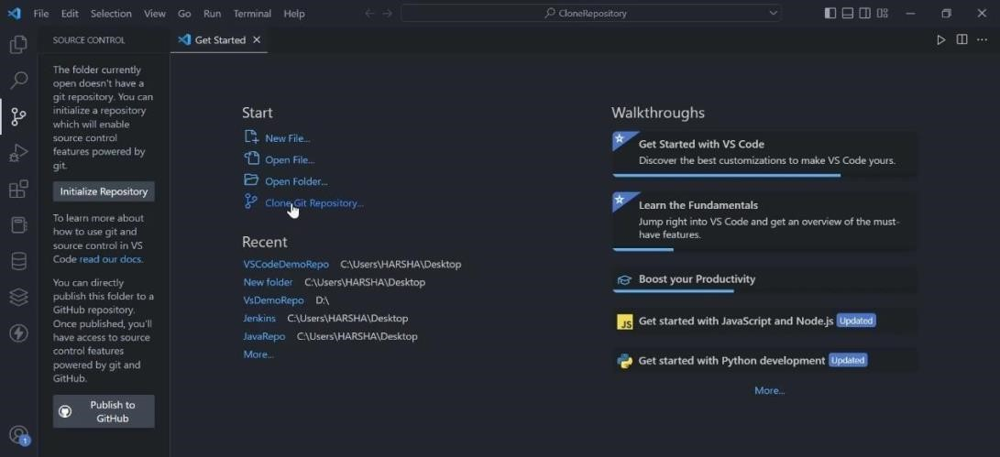 File Edit Selection View Go Run Terminal Help
CloneRepository
SOURCE CONTROL
Get Started
The folder currently
open doesn't have a
git repository. You can
initialize a repository
which will enable
source control
features powered by
git.
Initialize Repository
To learn more about
how to use git and
source control in VS
Code read our docs.
You can directly
publish this folder to a
GitHub repository.
Once published, you'll
have access to source
control features
powered by git and
GitHub.
Publish to
GitHub
1
Start
New File...
Open File...
Open Folder...
Clone Git Repository...
Recent
VSCodeDemoRepo C:\Users\HARSHA\Desktop
New folder C:\Users\HARSHA\Desktop
VsDemoRepo D:\
Jenkins C:\Users\HARSHA\Desktop
JavaRepo C:\Users\HARSHA\Desktop
More...
Walkthroughs
Get Started with VS Code
Discover the best customizations to make VS Code yours.
Learn the Fundamentals
Jump right into VS Code and get an overview of the must-
have features.
Boost your Productivity
JS Get started with JavaScript and Node.js Updated
Get started with Python development Updated
More...